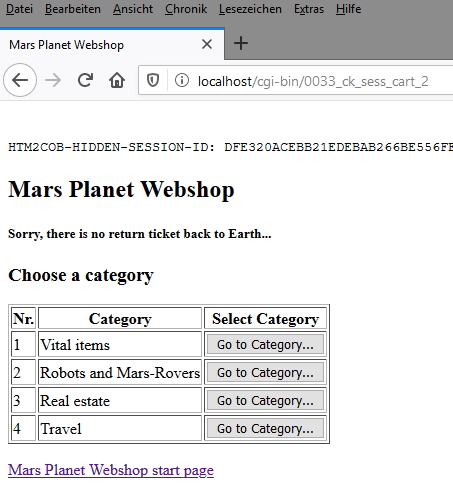 Datei Bearbeiten Ansicht Chronik Lesezeichen Extras Hilfe
Mars Planet Webshop
localhost/cgi-bin/0033_ck_sess_cart_2
HTM2COB-HIDDEN-SESSION-ID: DFE320ACEBB21EDEBAB266BE556FE
Mars Planet Webshop
Sorry, there is no return ticket back to Earth...
Choose a category
Nr. Category Select Category
1 Vital items Go to Category...
2 Robots and Mars-Rovers Go to Category...
3 Real estate Go to Category...
4 Travel Go to Category...
Mars Planet Webshop start page